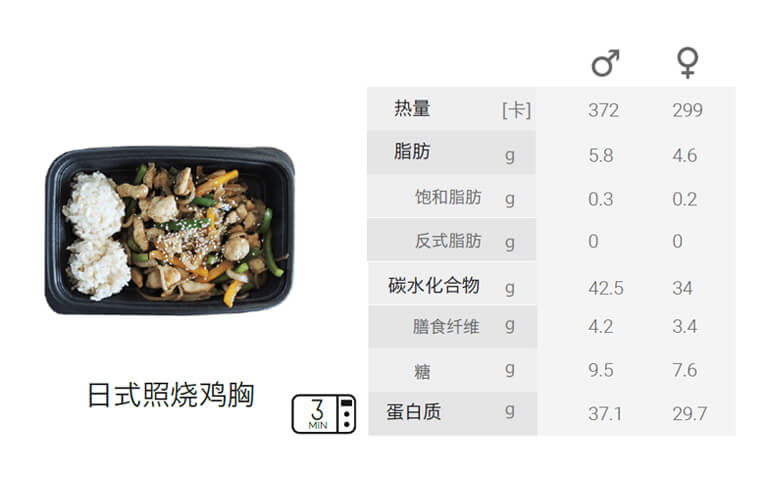 ♂ ♀
热量 [卡] 372 299
脂肪 g 5.8 4.6
饱和脂肪 g 0.3 0.2
反式脂肪 g 0 0
碳水化合物 g 42.5 34
膳食纤维 g 4.2 3.4
糖 g 9.5 7.6
蛋白质 g 37.1 29.7
日式照烧鸡胸
3
MIN